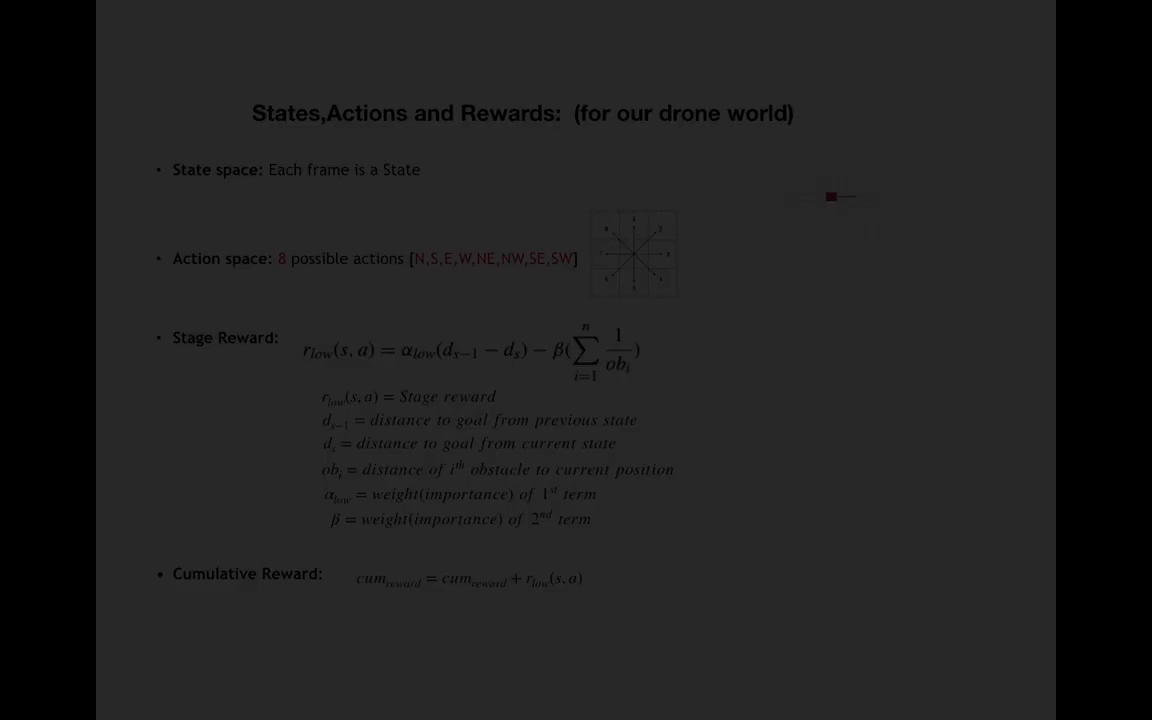 States,Actions and Rewards: (for our drone world)
• State space: Each frame is a State
• Action space: 8 possible actions [N,S,E,W,NE,NW,SE,SW]
• Stage Reward:
r_low(s, a) = α_low(d_{s−1} − d_s) − β(∑_{i=1}^{n} 1/ob_i)
r_low(s, a) = Stage reward
d_{s−1} = distance to goal from previous state
d_s = distance to goal from current state
ob_i = distance of i^th obstacle to current position
α_low = weight(importance) of 1^st term
β = weight(importance) of 2^nd term
• Cumulative Reward: cum_reward = cum_reward + r_low(s, a)